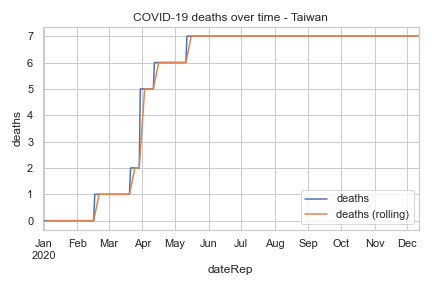 COVID-19 deaths over time - Taiwan
deaths
7
6
5
4
3
2
1
0
deaths
deaths (rolling)
Jan Feb Mar Apr May Jun Jul Aug Sep Oct Nov Dec
2020
dateRep